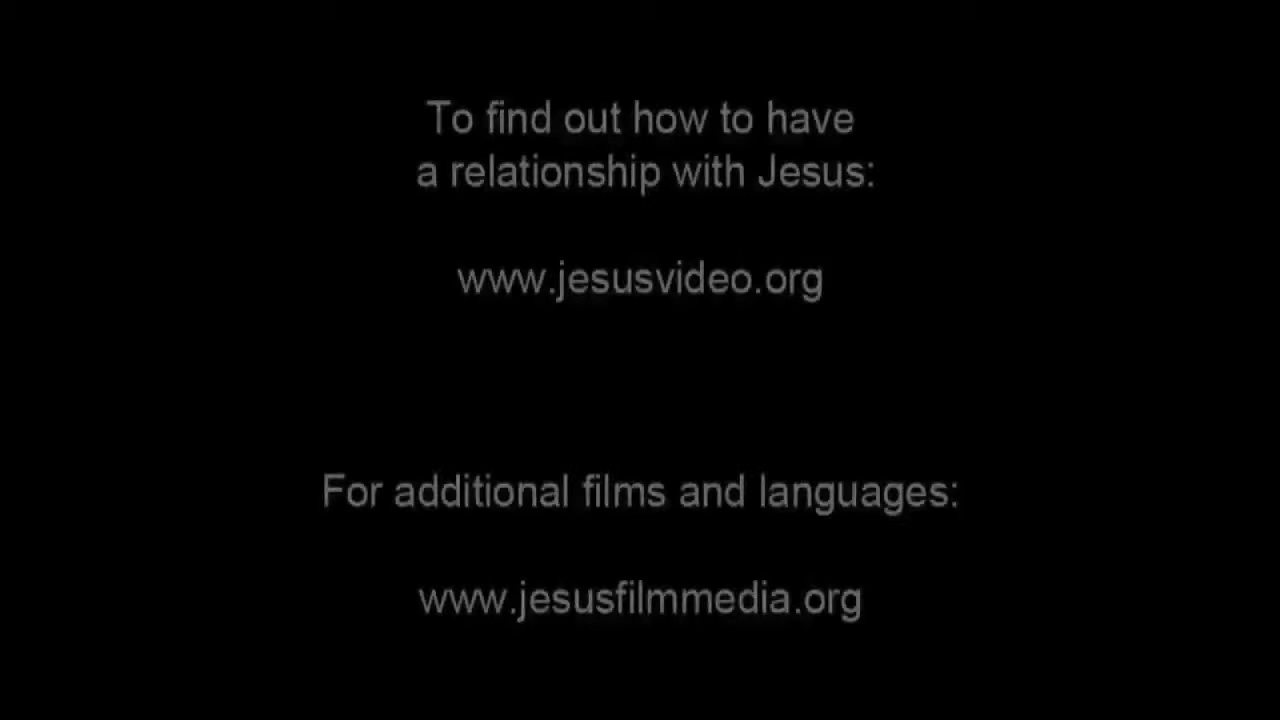 To find out how to have
a relationship with Jesus:
www.jesusvideo.org
For additional films and languages:
www.jesusfilmmedia.org